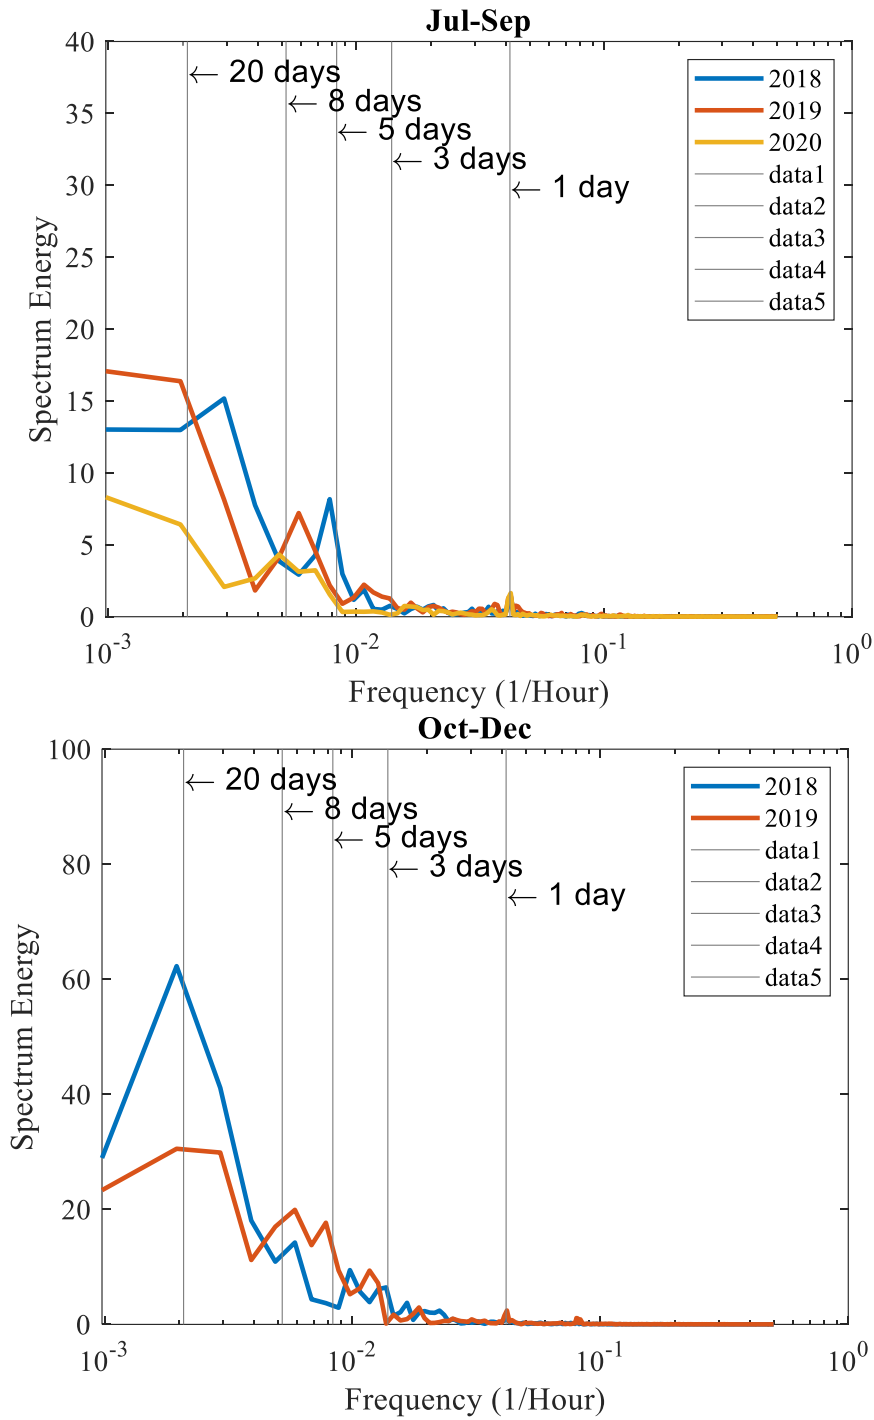 Jul-Sep
40
35
30
25
20
15
10
5
0
Spectrum Energy
← 20 days
← 8 days
← 5 days
← 3 days
← 1 day
2018
2019
2020
data1
data2
data3
data4
data5
10-3 10-2 10-1 100
Frequency (1/Hour)
Oct-Dec
100
80
60
40
20
0
Spectrum Energy
← 20 days
← 8 days
← 5 days
← 3 days
← 1 day
2018
2019
data1
data2
data3
data4
data5
10-3 10-2 10-1 100
Frequency (1/Hour)